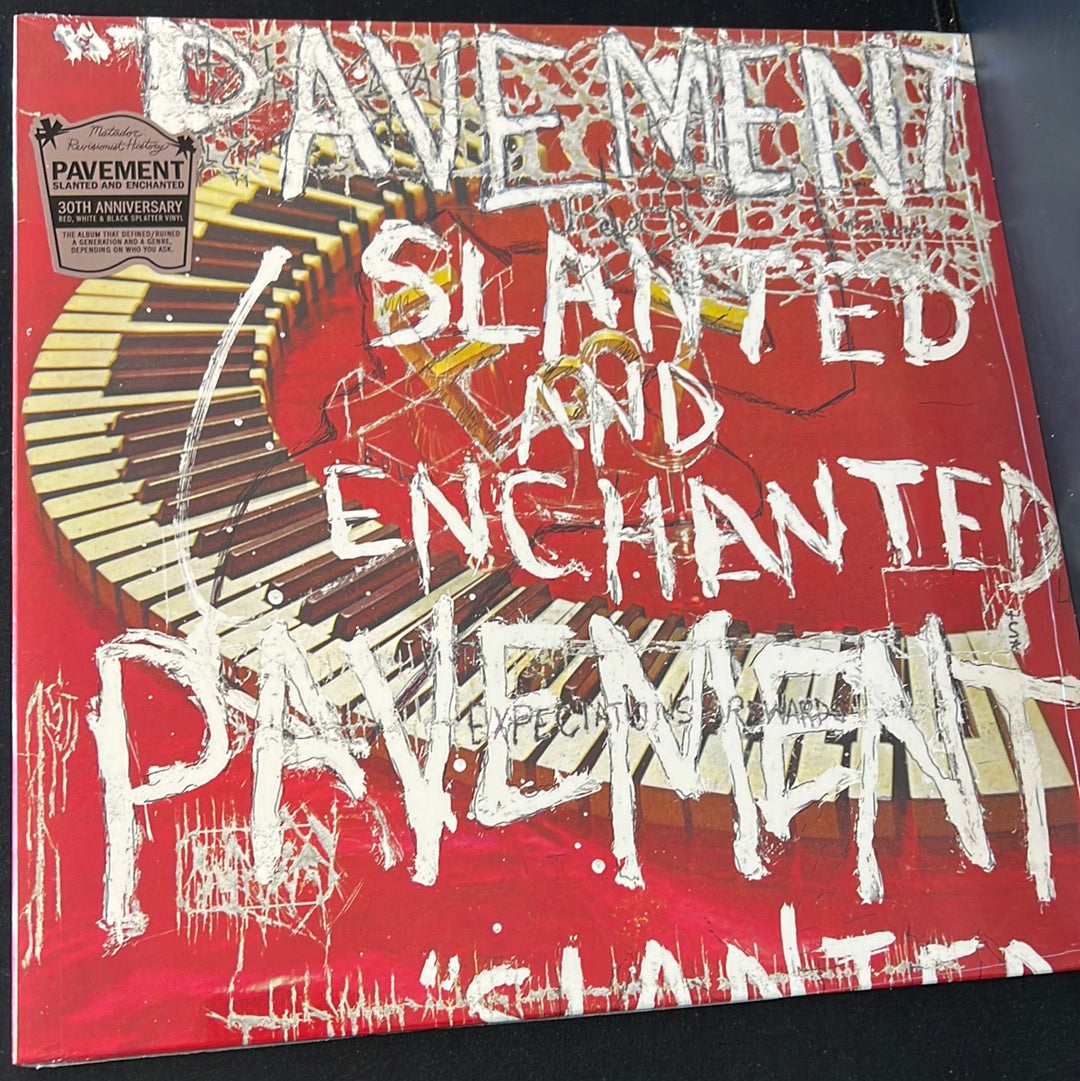 "PAVEMENT
Matador
Revisionist History
PAVEMENT
SLANTED AND ENCHANTED
30TH ANNIVERSARY
RED, WHITE & BLACK SPLATTER VINYL
THE ALBUM THAT DEFINED/RUINED
A GENERATION AND A GENRE,
DEPENDING ON WHO YOU ASK.
SLANTED
AND
ENCHANTED
PAVEMENT
EXPECTATIONS REWARD
"SLANTED